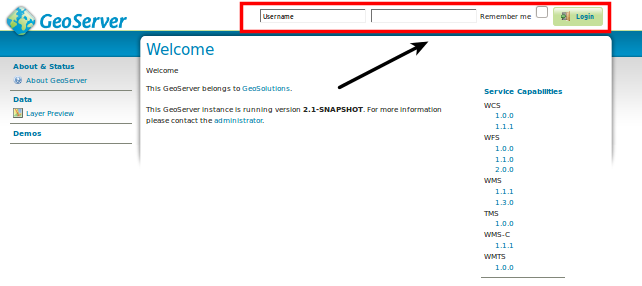 GeoServer
Username
Remember me
Login
About & Status
About GeoServer
Data
Layer Preview
Demos
Welcome
Welcome
This GeoServer belongs to GeoSolutions.
This GeoServer instance is running version 2.1-SNAPSHOT. For more information
please contact the administrator.
Service Capabilities
WCS
1.0.0
1.1.1
WFS
1.0.0
1.1.0
2.0.0
WMS
1.1.1
1.3.0
TMS
1.0.0
WMS-C
1.1.1
WMTS
1.0.0